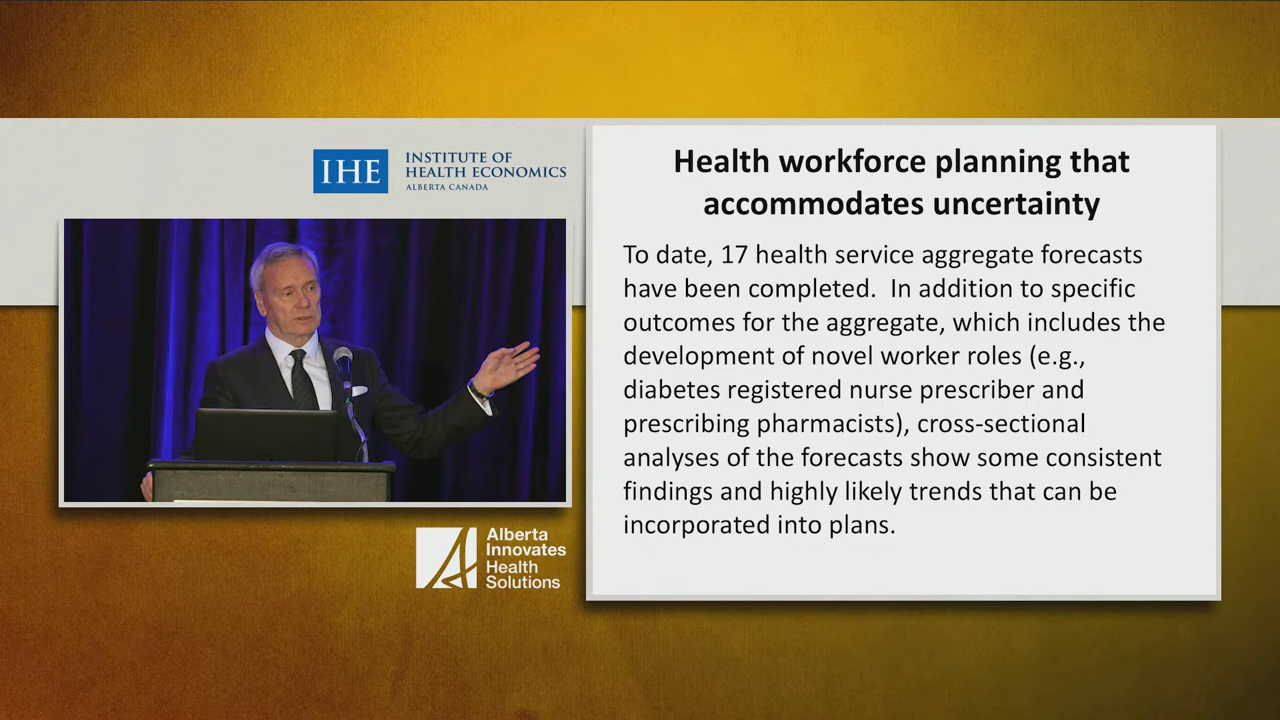 IHE
INSTITUTE OF
HEALTH ECONOMICS
ALBERTA CANADA
Health workforce planning that
accommodates uncertainty
To date, 17 health service aggregate forecasts
have been completed.  In addition to specific
outcomes for the aggregate, which includes the
development of novel worker roles (e.g.,
diabetes registered nurse prescriber and
prescribing pharmacists), cross-sectional
analyses of the forecasts show some consistent
findings and highly likely trends that can be
incorporated into plans.
Alberta
Innovates
Health
Solutions